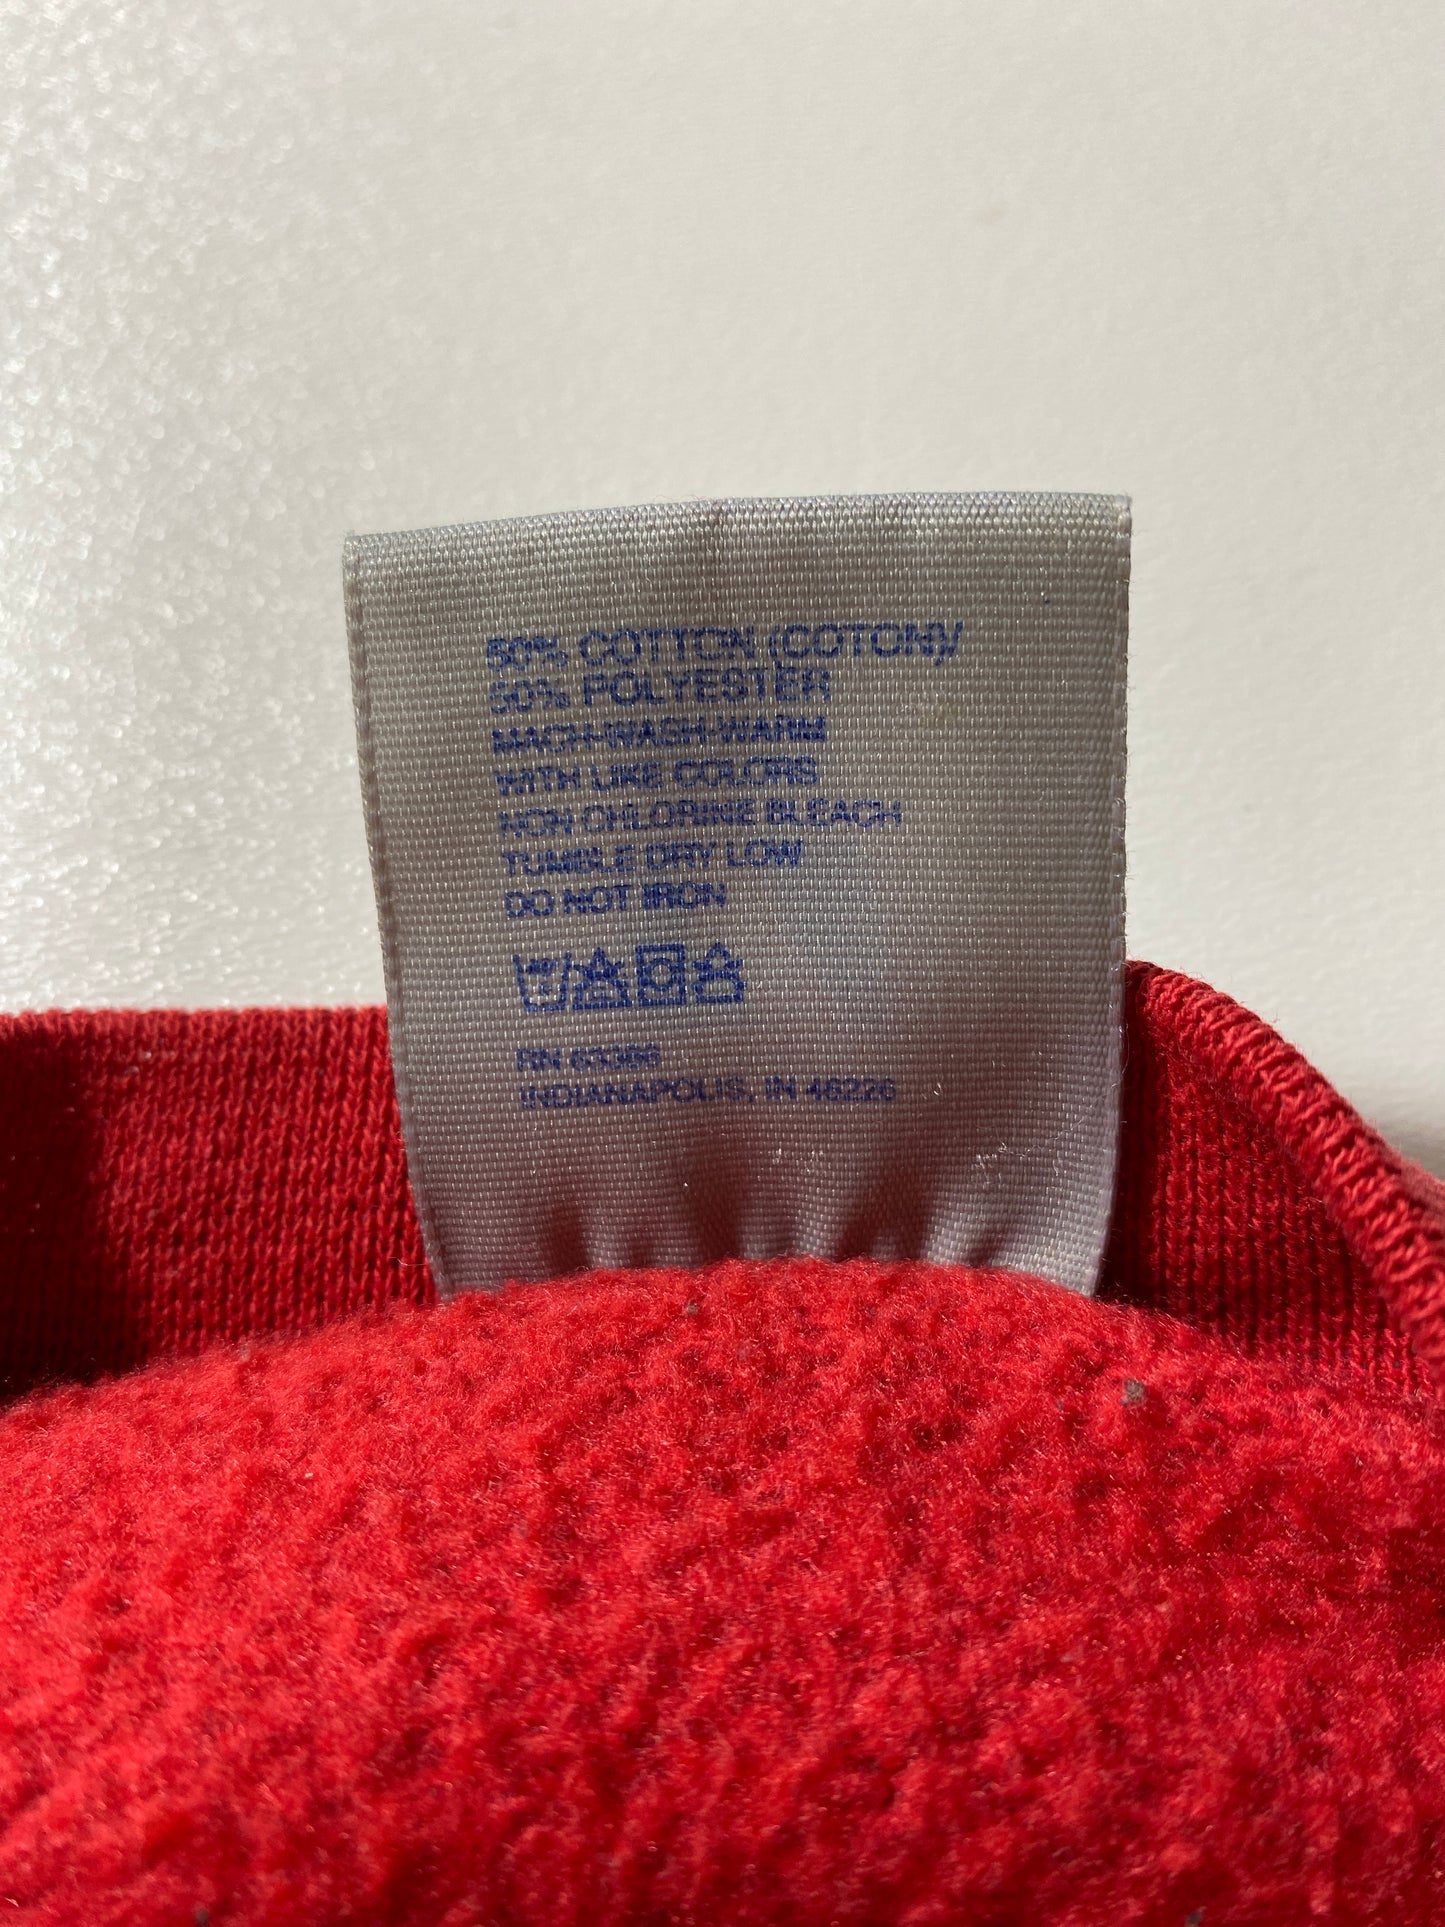 50% COTTON (COTON)/
50% POLYESTER
MACH-WASH-WARM
WITH LIKE COLORS
NON CHLORINE BLEACH
TUMBLE DRY LOW
DO NOT IRON
RN
INDIANAPOLIS, IN 46226